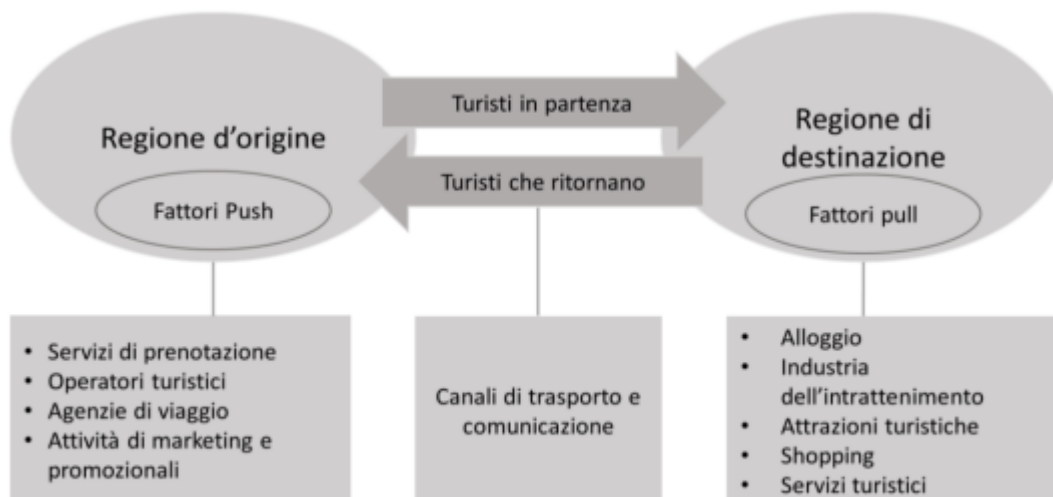 Turisti in partenza
Regione d'origine
Regione di
destinazione
Turisti che ritornano
Fattori Push
Fattori pull
• Servizi di prenotazione
• Operatori turistici
• Agenzie di viaggio
• Attività di marketing e
promozionali
Canali di trasporto e
comunicazione
• Alloggio
• Industria
dell'intrattenimento
• Attrazioni turistiche
• Shopping
• Servizi turistici